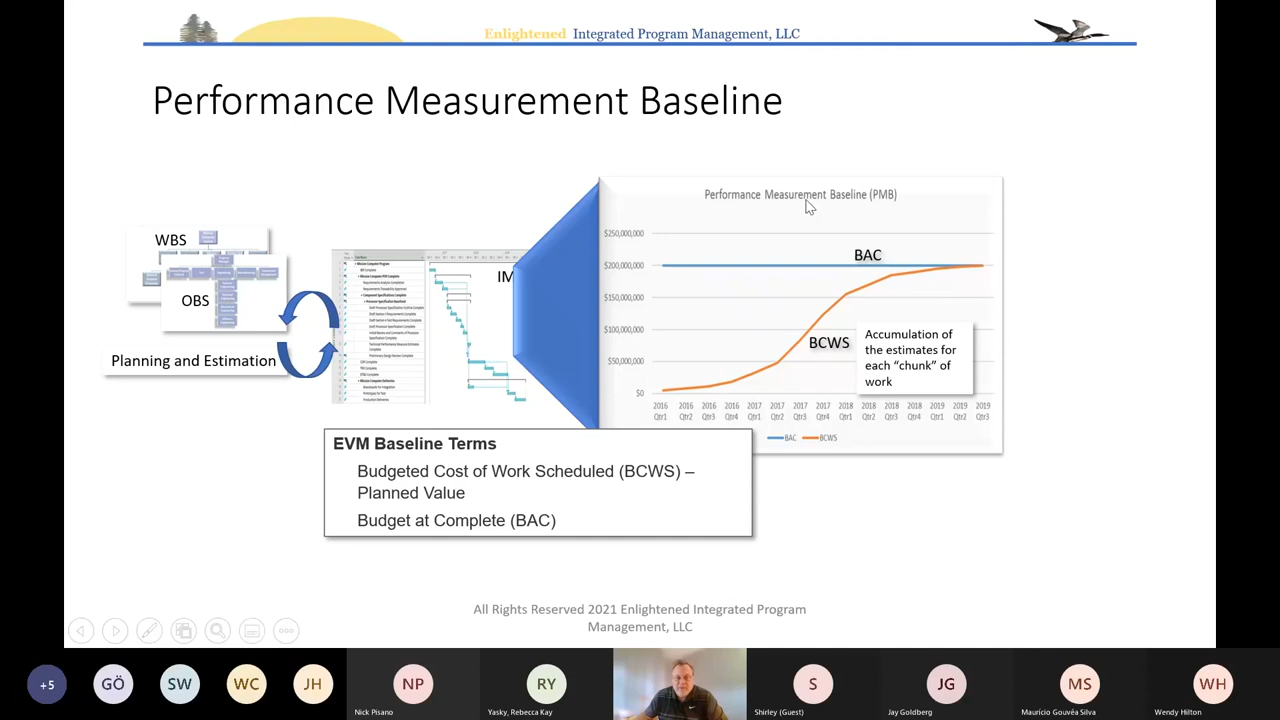 Enlightened Integrated Program Management, LLC
Performance Measurement Baseline
WBS
OBS
Planning and Estimation
IM
Performance Measurement Baseline (PMB)
$250,000,000
$200,000,000
$150,000,000
$100,000,000
$50,000,000
$0
BAC
BCWS
Accumulation of
the estimates for
each “chunk” of
work
2016 2016 2016 2016 2017 2017 2017 2017 2018 2018 2018 2018 2019 2019 2019
Qtr1 Qtr2 Qtr3 Qtr4 Qtr1 Qtr2 Qtr3 Qtr4 Qtr1 Qtr2 Qtr3 Qtr4 Qtr1 Qtr2 Qtr3
BAC BCWS
EVM Baseline Terms
Budgeted Cost of Work Scheduled (BCWS) –
Planned Value
Budget at Complete (BAC)
All Rights Reserved 2021 Enlightened Integrated Program
Management, LLC
+5 GÖ SW WC JH NP RY S JG MS WH
Nick Pisano Yasky, Rebecca Kay Shirley (Guest) Jay Goldberg Maurício Gouvêa Silva Wendy Hilton